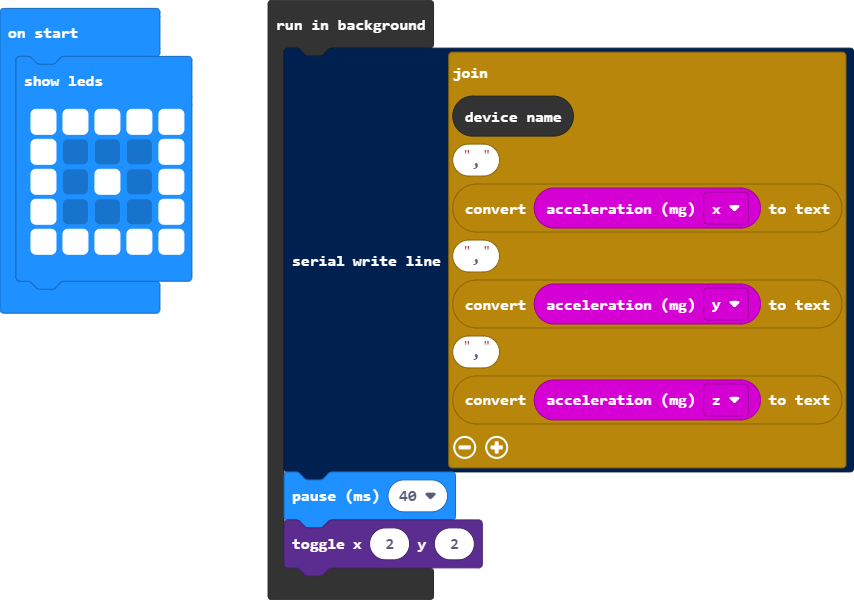 on start
show leds
run in background
serial write line
join
device name
","
convert acceleration (mg) x to text
","
convert acceleration (mg) y to text
","
convert acceleration (mg) z to text
pause (ms) 40
toggle x 2 y 2